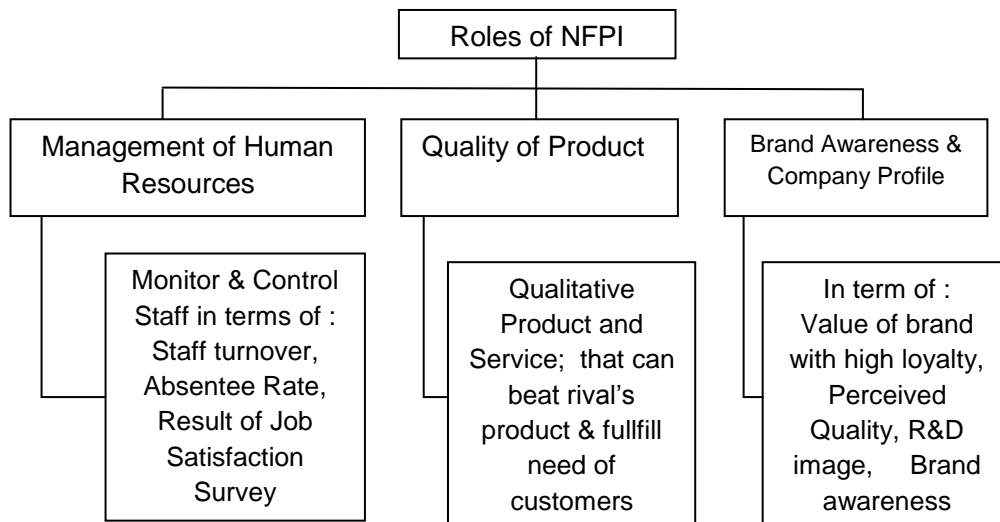 Roles of NFPI
Management of Human
Resources
Monitor & Control
Staff in terms of :
Staff turnover,
Absentee Rate,
Result of Job
Satisfaction
Survey
Quality of Product
Qualitative
Product and
Service; that can
beat rival's
product & fullfill
need of
customers
Brand Awareness &
Company Profile
In term of :
Value of brand
with high loyalty,
Perceived
Quality, R&D
image, Brand
awareness